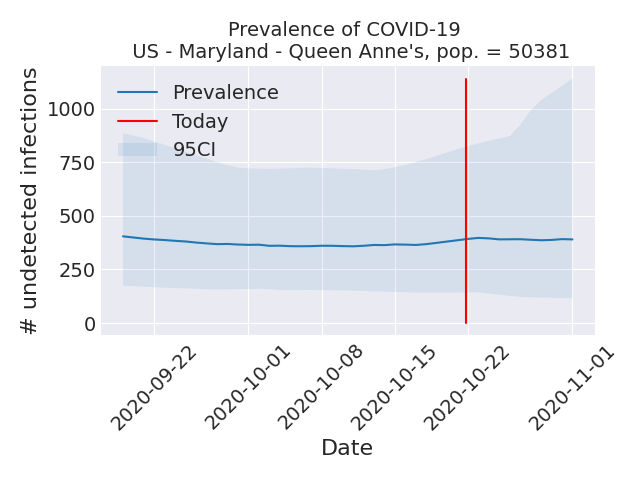 Prevalence of COVID-19
US - Maryland - Queen Anne's, pop. = 50381
Prevalence
Today
95CI
# undetected infections
1000
750
500
250
0
2020-09-22
2020-10-01
2020-10-08
2020-10-15
2020-10-22
2020-11-01
Date